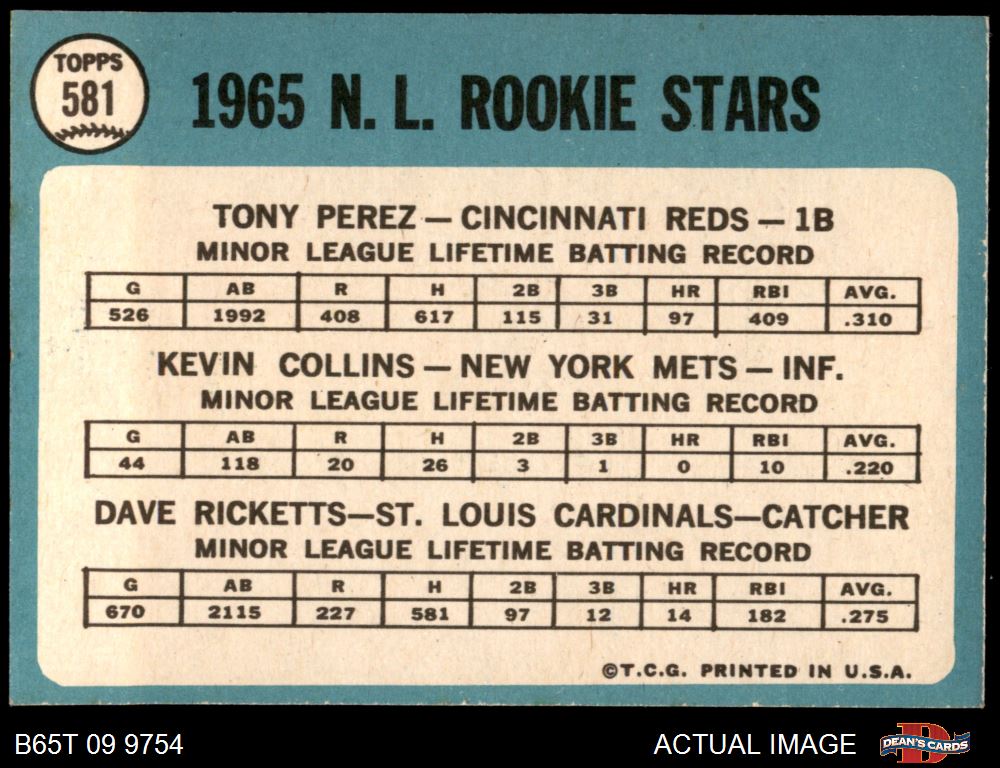 TOPPS
581
1965 N. L. ROOKIE STARS
TONY PEREZ — CINCINNATI REDS — 1B
MINOR LEAGUE LIFETIME BATTING RECORD
G AB R H 2B 3B HR RBI AVG.
526 1992 408 617 115 31 97 409 .310
KEVIN COLLINS — NEW YORK METS — INF.
MINOR LEAGUE LIFETIME BATTING RECORD
G AB R H 2B 3B HR RBI AVG.
44 118 20 26 3 1 0 10 .220
DAVE RICKETTS—ST. LOUIS CARDINALS—CATCHER
MINOR LEAGUE LIFETIME BATTING RECORD
G AB R H 2B 3B HR RBI AVG.
670 2115 227 581 97 12 14 182 .275
©T.C.G. PRINTED IN U.S.A.
B65T 09 9754 ACTUAL IMAGE DEAN'S CARDS